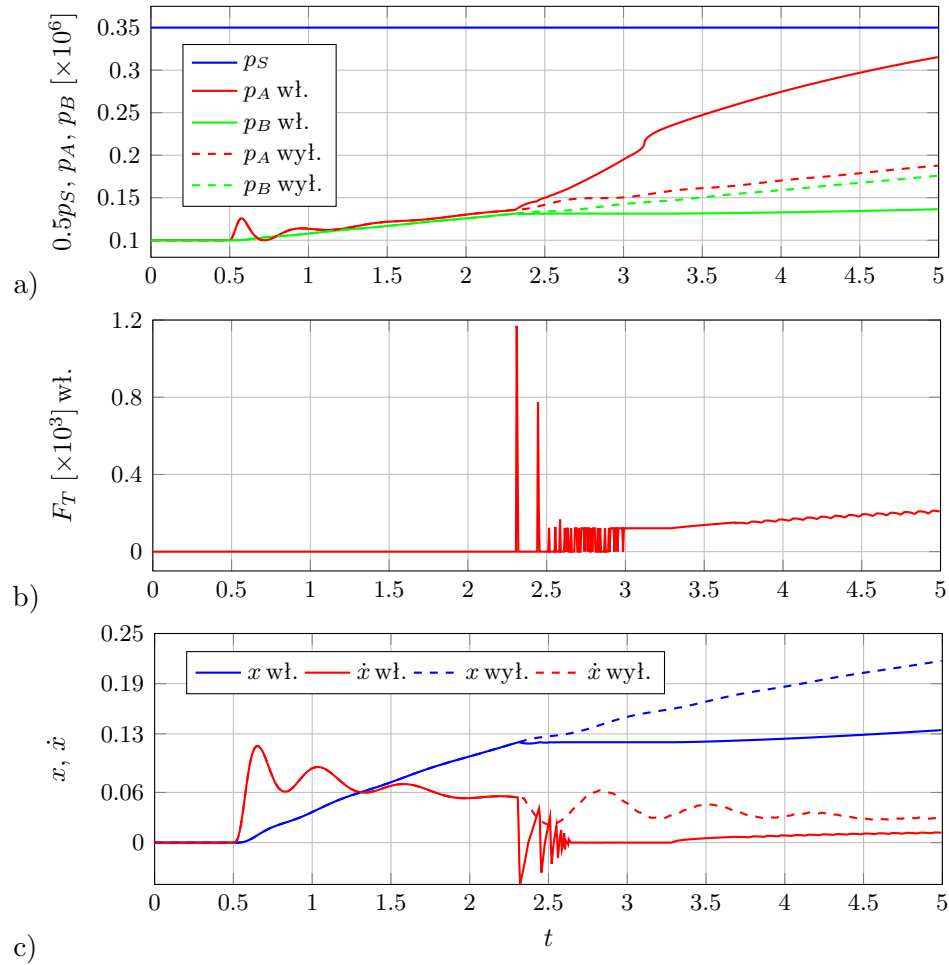 0.5p_S, p_A, p_B [×10^6]
0.35
0.3
0.25
0.2
0.15
0.1
p_S
p_A wł.
p_B wł.
p_A wył.
p_B wył.
0 0.5 1 1.5 2 2.5 3 3.5 4 4.5 5
a)
F_T [×10^3] wł.
1.2
0.8
0.4
0
0 0.5 1 1.5 2 2.5 3 3.5 4 4.5 5
b)
x, ẋ
0.25
0.19
0.13
0.06
0
x wł. ẋ wł. x wył. ẋ wył.
0 0.5 1 1.5 2 2.5 3 3.5 4 4.5 5
t
c)